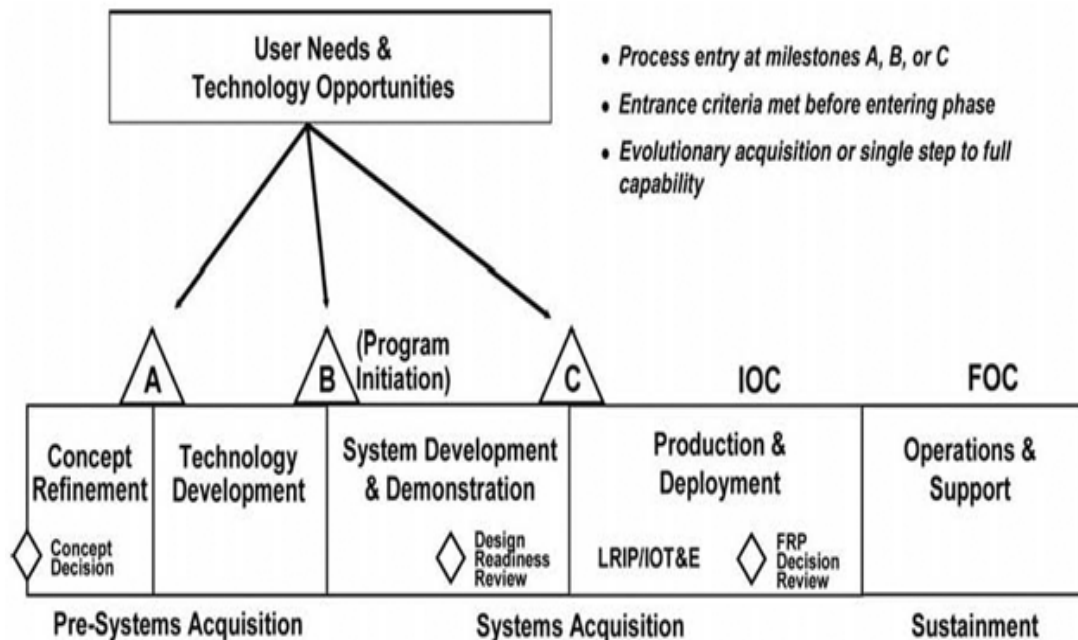 User Needs &
Technology Opportunities
• Process entry at milestones A, B, or C
• Entrance criteria met before entering phase
• Evolutionary acquisition or single step to full
capability
A
B
(Program
Initiation)
C
IOC
FOC
Concept
Refinement
Technology
Development
System Development
& Demonstration
Production &
Deployment
Operations &
Support
Concept
Decision
Design
Readiness
Review
LRIP/IOT&E
FRP
Decision
Review
Pre-Systems Acquisition
Systems Acquisition
Sustainment